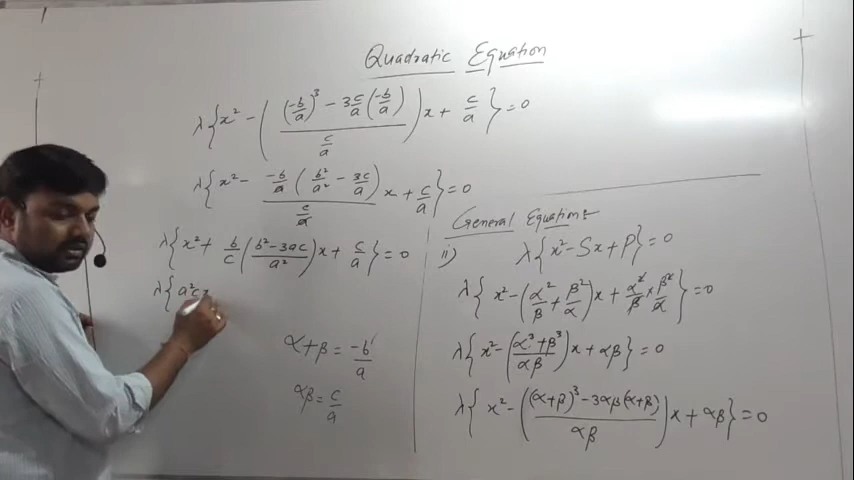 Quadratic Equation
λ{x² - ((-b/a)³ - 3c/a(-b/a) / c/a)x + c/a} = 0
λ{x² - -b/a(b²/a² - 3c/a) / c/a x + c/a} = 0
λ{x² + b/c(b²-3ac/a²)x + c/a} = 0
λ{a²cx
α+β = -b/a
αβ = c/a
General Equation:
ii) λ{x² - Sx + P} = 0
λ{x² - (α²/β + β²/α)x + α²/β × β²/α} = 0
λ{x² - (α³+β³/αβ)x + αβ} = 0
λ{x² - ((α+β)³ - 3αβ(α+β) / αβ)x + αβ} = 0